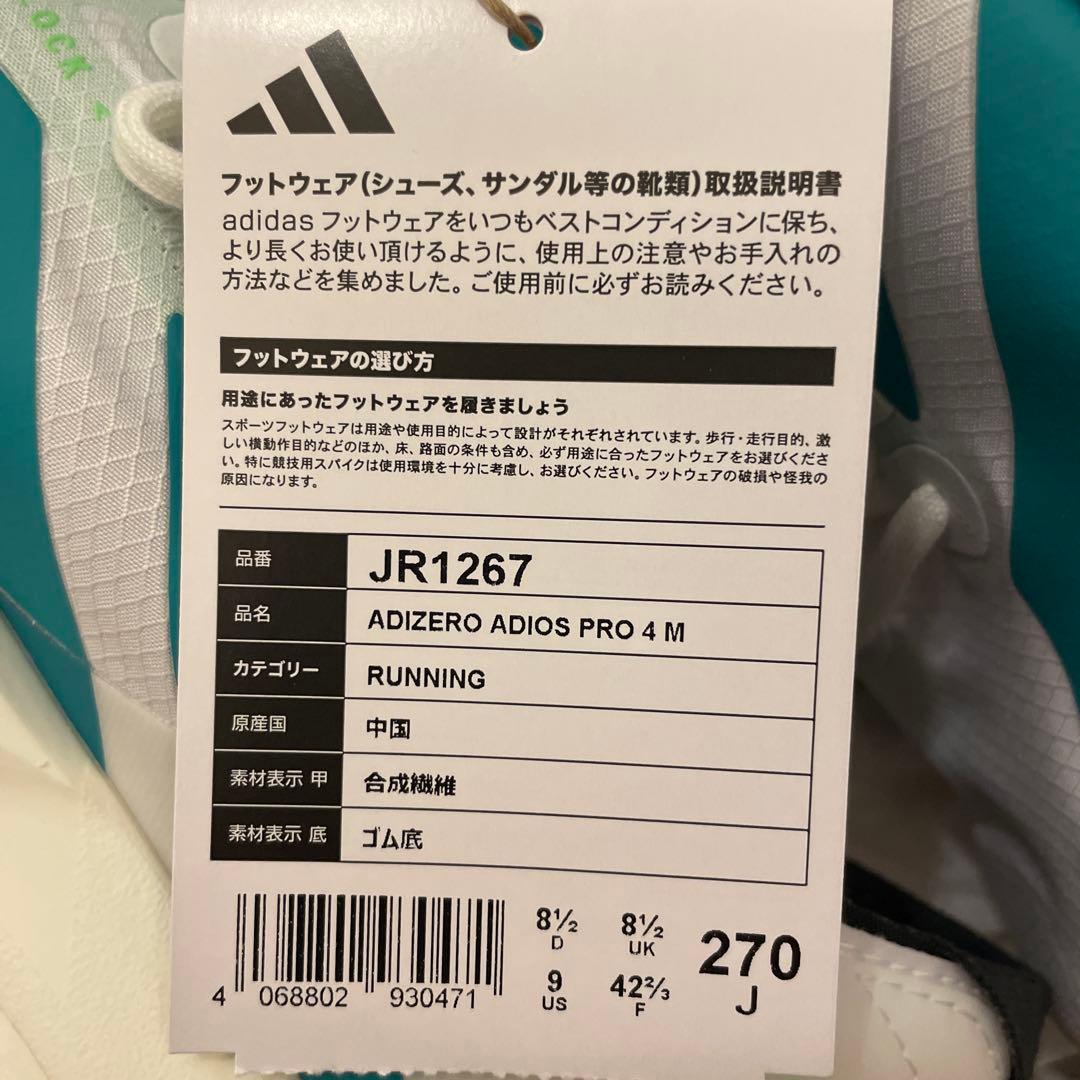 OCK 4
フットウェア(シューズ、サンダル等の靴類)取扱説明書
adidas フットウェアをいつもベストコンディションに保ち、
より長くお使い頂けるように、使用上の注意やお手入れの
方法などを集めました。ご使用前に必ずお読みください。
フットウェアの選び方
用途にあったフットウェアを履きましょう
スポーツフットウェアは用途や使用目的によって設計がそれぞれされています。歩行・走行目的、激
しい横動作目的などのほか、床、路面の条件も含め、必ず用途に合ったフットウェアをお選びくださ
い。特に競技用スパイクは使用環境を十分に考慮し、お選びください。フットウェアの破損や怪我の
原因になります。
品番 JR1267
品名 ADIZERO ADIOS PRO 4 M
カテゴリー RUNNING
原産国 中国
素材表示 甲 合成繊維
素材表示 底 ゴム底
8½ 8½
D UK
9 42⅔
US F
270
J
4 068802 930471